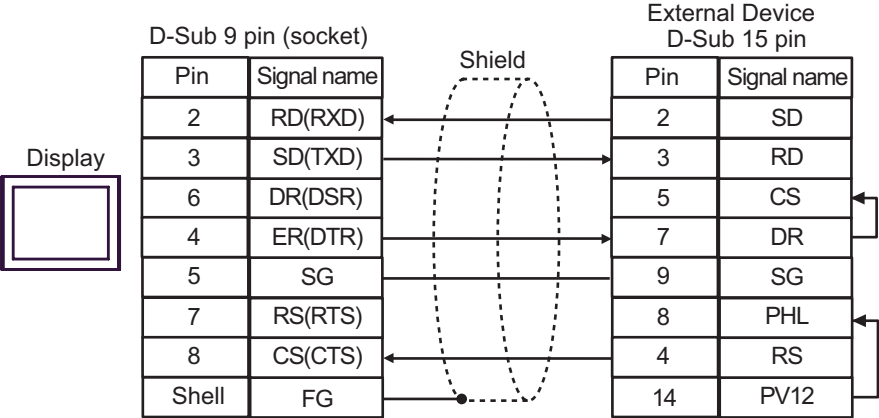 External Device
D-Sub 9 pin (socket) D-Sub 15 pin
Shield
Pin Signal name Pin Signal name
2 RD(RXD) 2 SD
Display 3 SD(TXD) 3 RD
6 DR(DSR) 5 CS
4 ER(DTR) 7 DR
5 SG 9 SG
7 RS(RTS) 8 PHL
8 CS(CTS) 4 RS
Shell FG 14 PV12